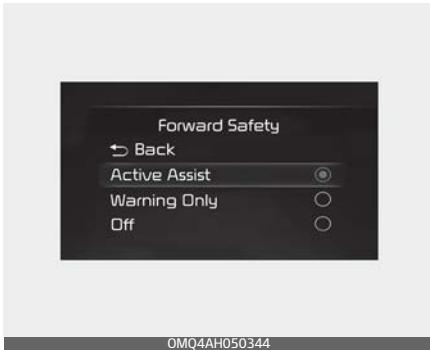 Forward Safety
Back
Active Assist
Warning Only
Off
OMQ4AH050344